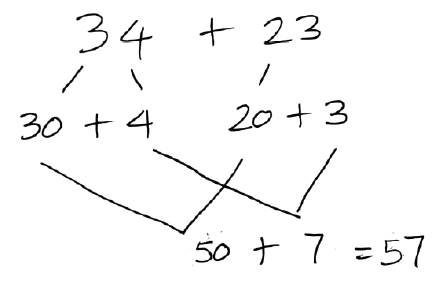 34 + 23
30 + 4 20 + 3
50 + 7 = 57